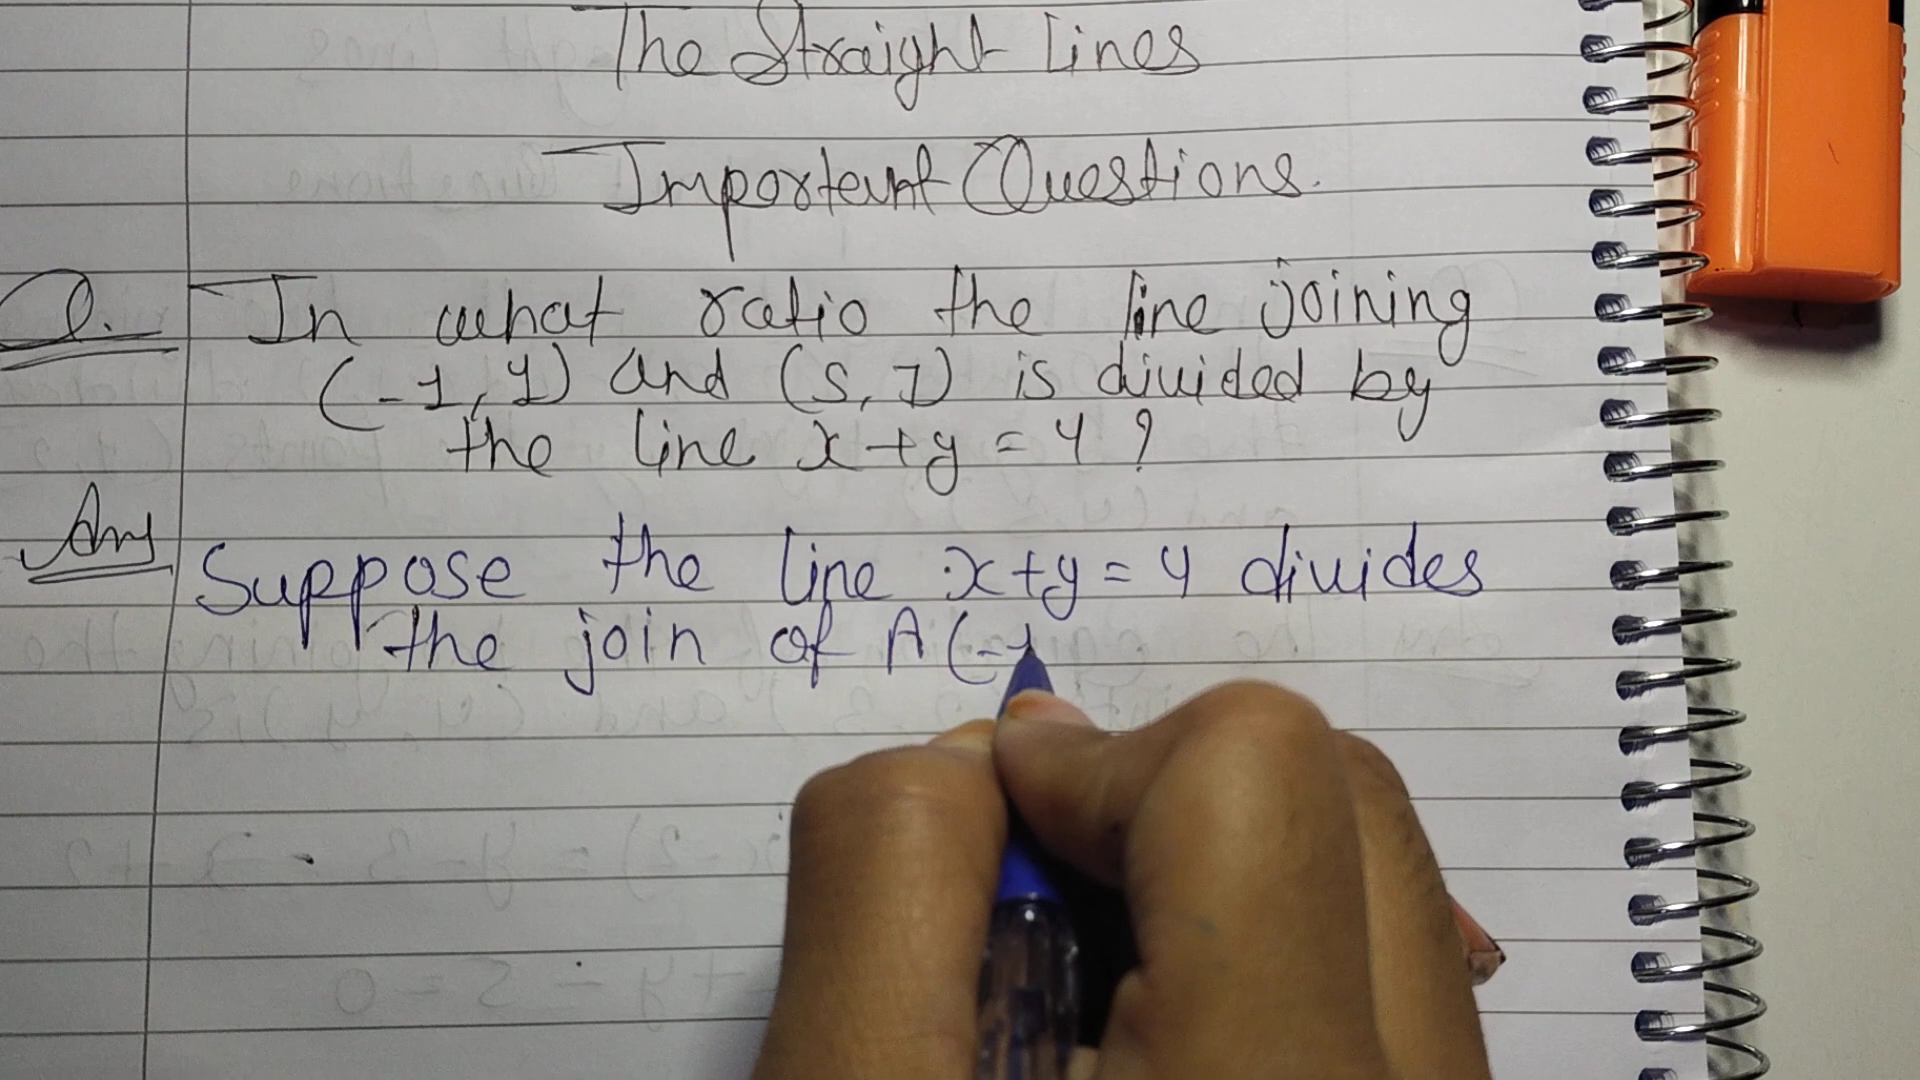 The Straight lines
Important Questions.
Q. In what ratio the line joining
(-1, 1) and (5, 7) is divided by
the line x+y = 4 ?
Ans Suppose the line x+y = 4 divides
the join of A (-1